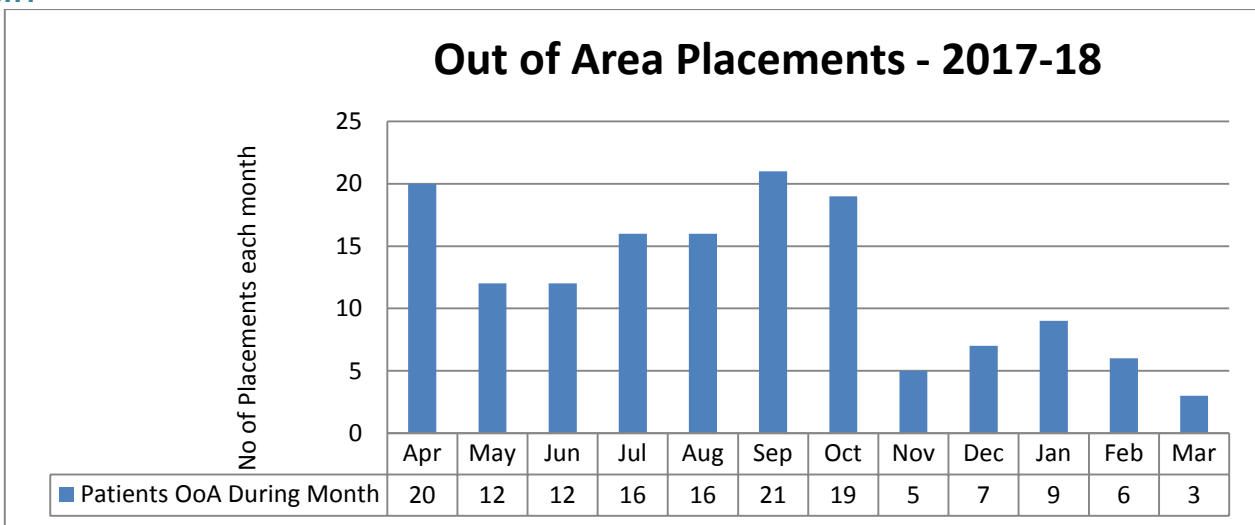 Out of Area Placements - 2017-18
No of Placements each month
25
20
15
10
5
0
Apr May Jun Jul Aug Sep Oct Nov Dec Jan Feb Mar
Patients OoA During Month 20 12 12 16 16 21 19 5 7 9 6 3